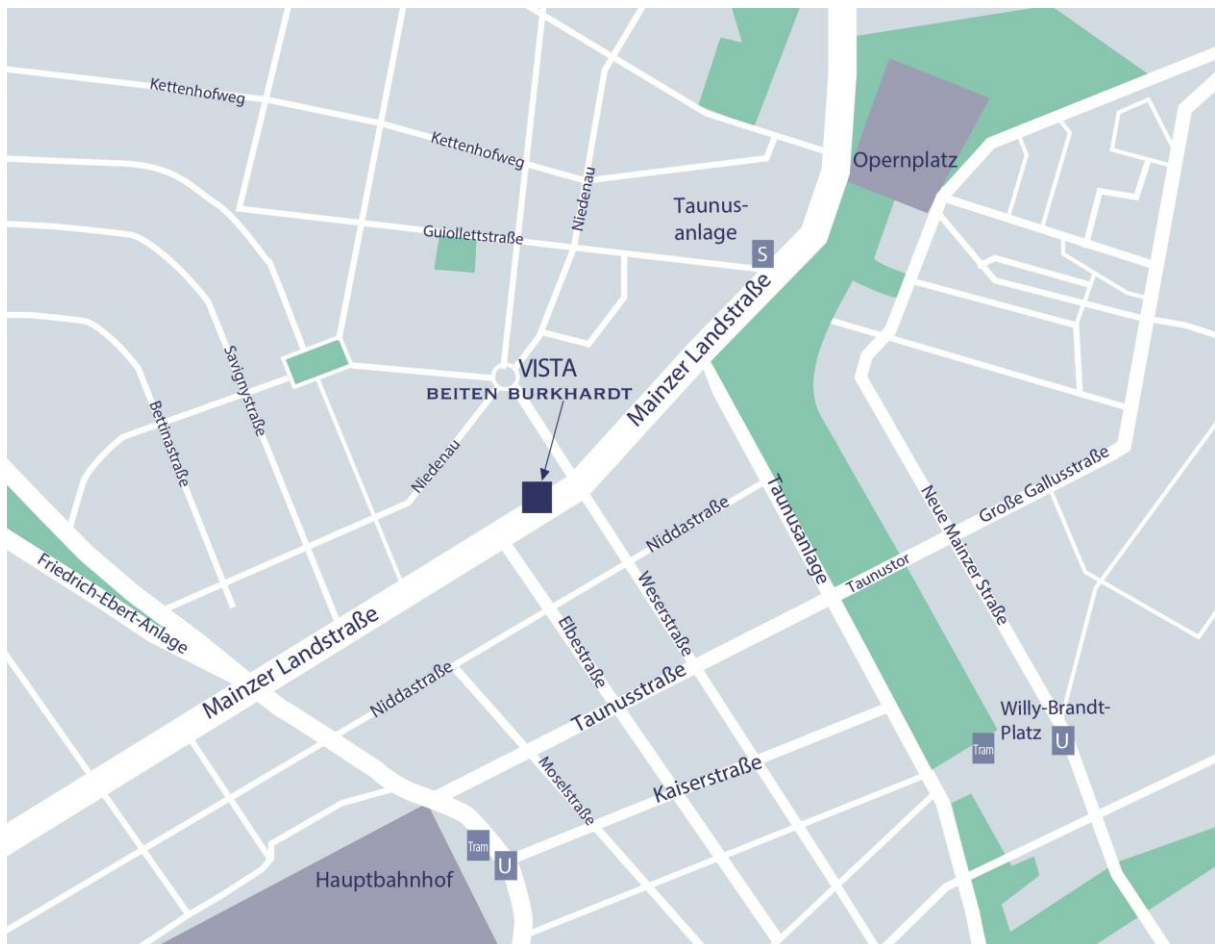 Kettenhofweg
Kettenhofweg
Opernplatz
Niedenau
Taunus-
anlage
Guiollettstraße
S
Mainzer Landstraße
VISTA
BEITEN BURKHARDT
Savignystraße
Bettinastraße
Niedenau
Große Gallusstraße
Niddastraße
Taunusanlage
Neue Mainzer Straße
Taunustor
Friedrich-Ebert-Anlage
Weserstraße
Elbestraße
Mainzer Landstraße
Niddastraße
Taunusstraße
Willy-Brandt-
Platz
Tram
U
Moselstraße
Kaiserstraße
Tram
U
Hauptbahnhof